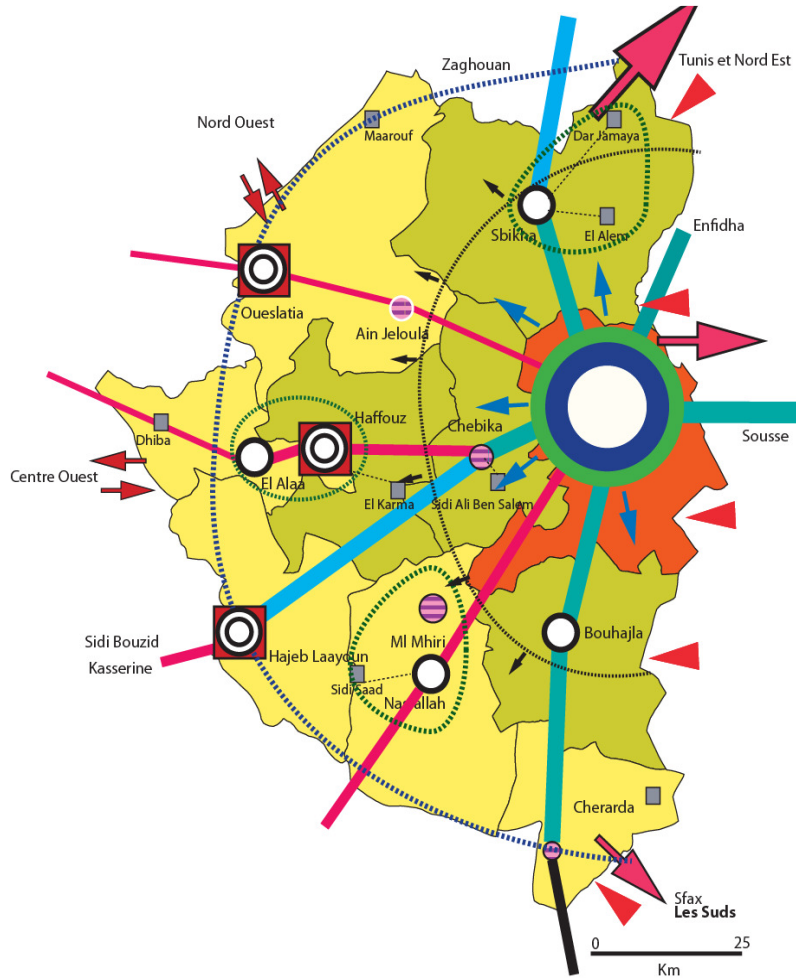 Zaghouan
Tunis et Nord Est
Nord Ouest
Maarouf
Dar Jamaya
Sbikha
El Alem
Enfidha
Oueslatia
Ain Jeloula
Haffouz
Chebika
Dhiba
Sousse
Centre Ouest
El Alaa
El Karma
Sidi Ali Ben Salem
Sidi Bouzid
Kasserine
Hajeb Laayoun
Ml Mhiri
Bouhajla
Sidi Saad
Nasrallah
Cherarda
Sfax
Les Suds
0 25
Km